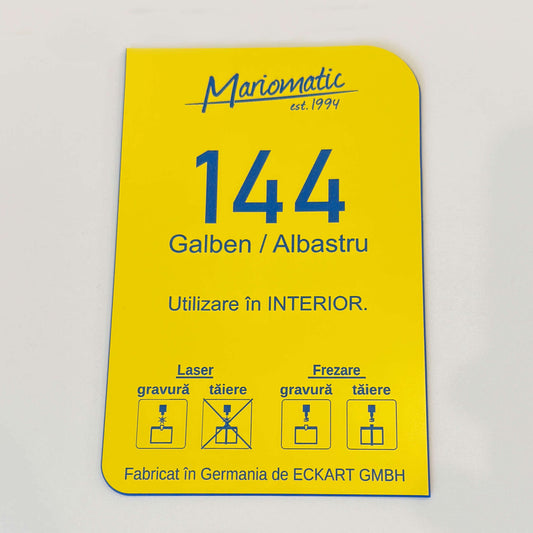 Mariomatic
est. 1994
144
Galben / Albastru
Utilizare în INTERIOR.
Laser Frezare
gravură tăiere gravură tăiere
Fabricat în Germania de ECKART GMBH